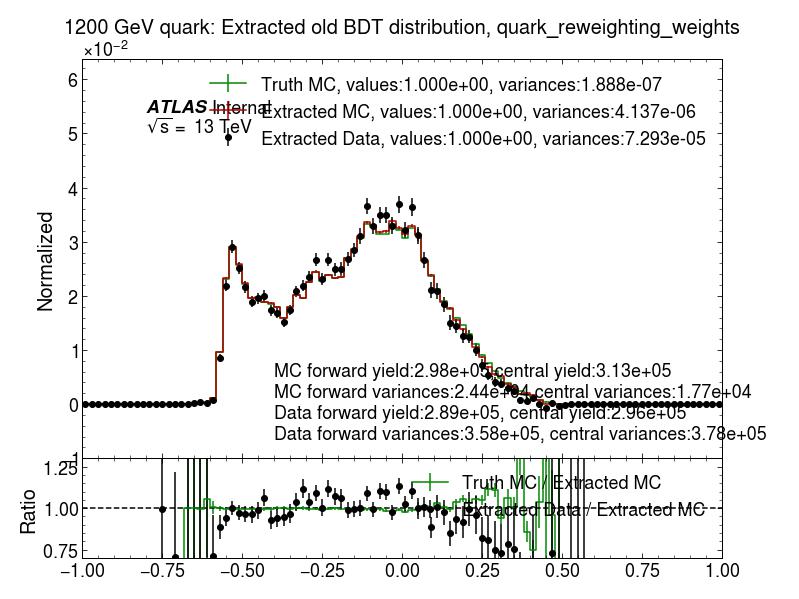 1200 GeV quark: Extracted old BDT distribution, quark_reweighting_weights
×10⁻²
Truth MC, values:1.000e+00, variances:1.888e-07
ATLAS Internal
Extracted MC, values:1.000e+00, variances:4.137e-06
√s = 13 TeV
Extracted Data, values:1.000e+00, variances:7.293e-05
6
5
4
3
2
1
0
1
Normalized
MC forward yield:2.98e+05, central yield:3.13e+05
MC forward variances:2.44e+04, central variances:1.77e+04
Data forward yield:2.89e+05, central yield:2.96e+05
Data forward variances:3.58e+05, central variances:3.78e+05
1.25
1.00
0.75
Ratio
Truth MC / Extracted MC
Extracted Data / Extracted MC
−1.00 −0.75 −0.50 −0.25 0.00 0.25 0.50 0.75 1.00